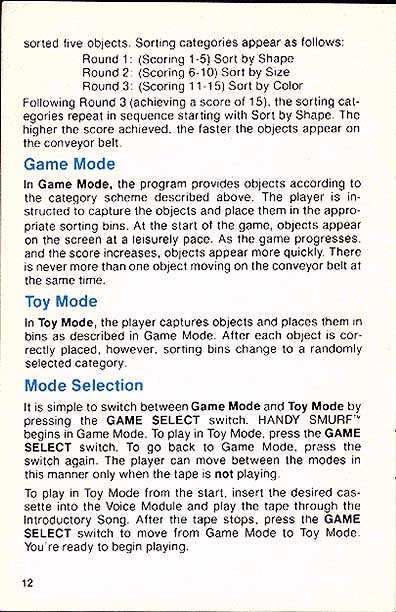 sorted five objects. Sorting categories appear as follows:
Round 1: (Scoring 1-5) Sort by Shape
Round 2: (Scoring 6-10) Sort by Size
Round 3: (Scoring 11-15) Sort by Color
Following Round 3 (achieving a score of 15), the sorting cat-
egories repeat in sequence starting with Sort by Shape. The
higher the score achieved, the faster the objects appear on
the conveyor belt.
Game Mode
In Game Mode, the program provides objects according to
the category scheme described above. The player is in-
structed to capture the objects and place them in the appro-
priate sorting bins. At the start of the game, objects appear
on the screen at a leisurely pace. As the game progresses,
and the score increases, objects appear more quickly. There
is never more than one object moving on the conveyor belt at
the same time.
Toy Mode
In Toy Mode, the player captures objects and places them in
bins as described in Game Mode. After each object is cor-
rectly placed, however, sorting bins change to a randomly
selected category.
Mode Selection
It is simple to switch between Game Mode and Toy Mode by
pressing the GAME SELECT switch. HANDY SMURF™
begins in Game Mode. To play in Toy Mode, press the GAME
SELECT switch. To go back to Game Mode, press the
switch again. The player can move between the modes in
this manner only when the tape is not playing.
To play in Toy Mode from the start, insert the desired cas-
sette into the Voice Module and play the tape through the
Introductory Song. After the tape stops, press the GAME
SELECT switch to move from Game Mode to Toy Mode.
You're ready to begin playing.
12